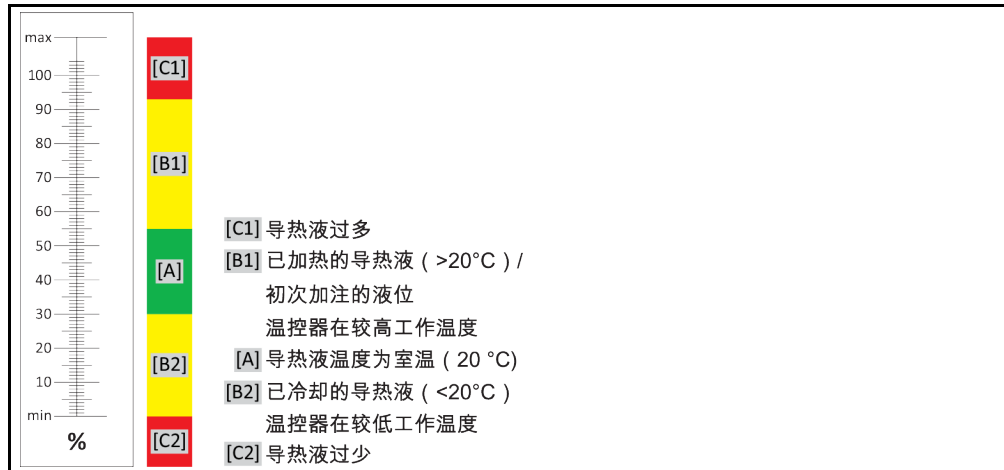 max
100
90
80
70
60
50
40
30
20
10
min
%
[C1]
[B1]
[A]
[B2]
[C2]
[C1] 导热液过多
[B1] 已加热的导热液（>20°C）/
初次加注的液位
温控器在较高工作温度
[A] 导热液温度为室温（20 °C)
[B2] 已冷却的导热液（<20°C）
温控器在较低工作温度
[C2] 导热液过少